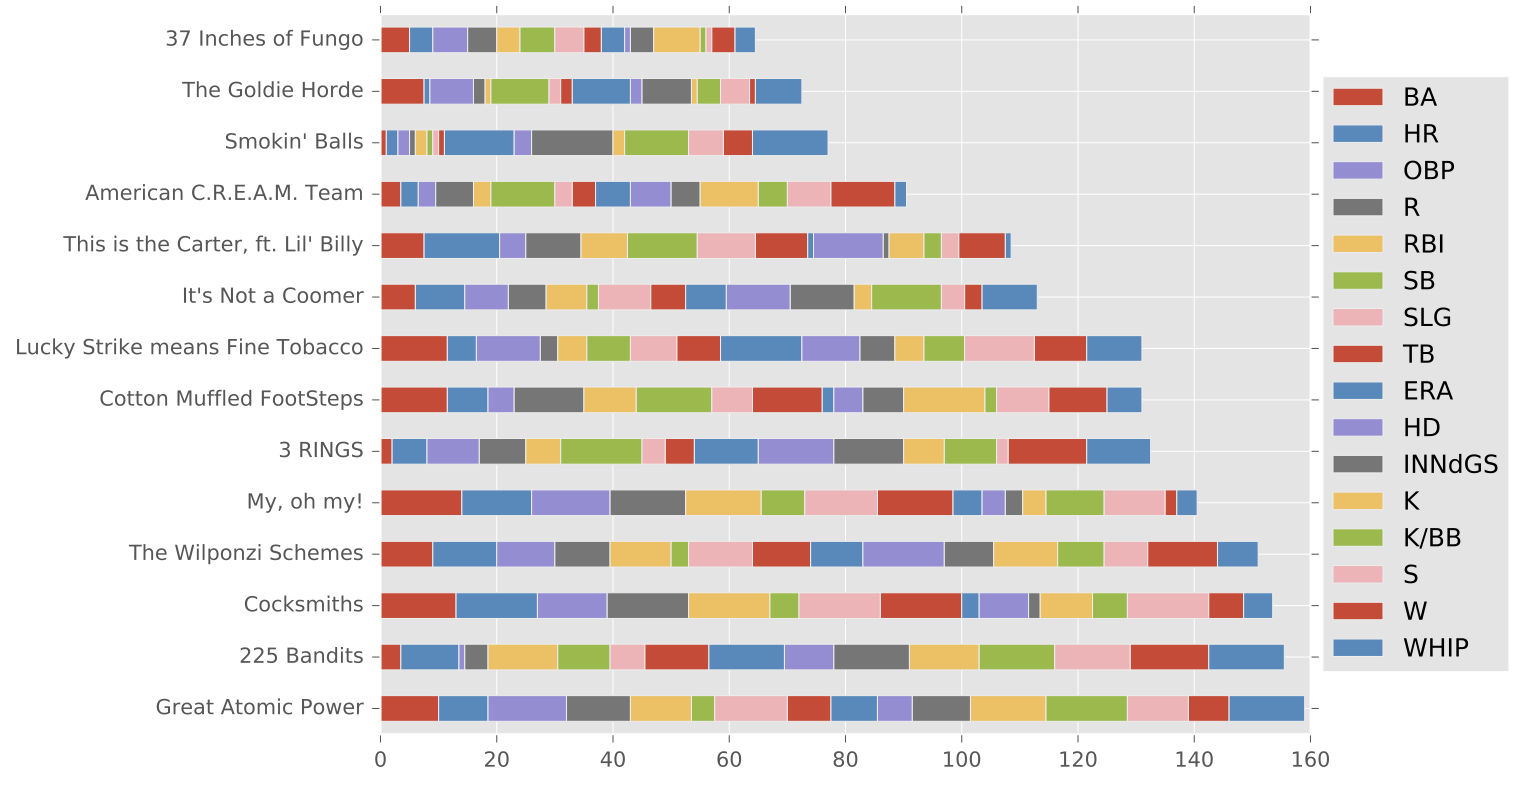 37 Inches of Fungo
The Goldie Horde
Smokin' Balls
American C.R.E.A.M. Team
This is the Carter, ft. Lil' Billy
It's Not a Coomer
Lucky Strike means Fine Tobacco
Cotton Muffled FootSteps
3 RINGS
My, oh my!
The Wilponzi Schemes
Cocksmiths
225 Bandits
Great Atomic Power
0 20 40 60 80 100 120 140 160
BA
HR
OBP
R
RBI
SB
SLG
TB
ERA
HD
INNdGS
K
K/BB
S
W
WHIP